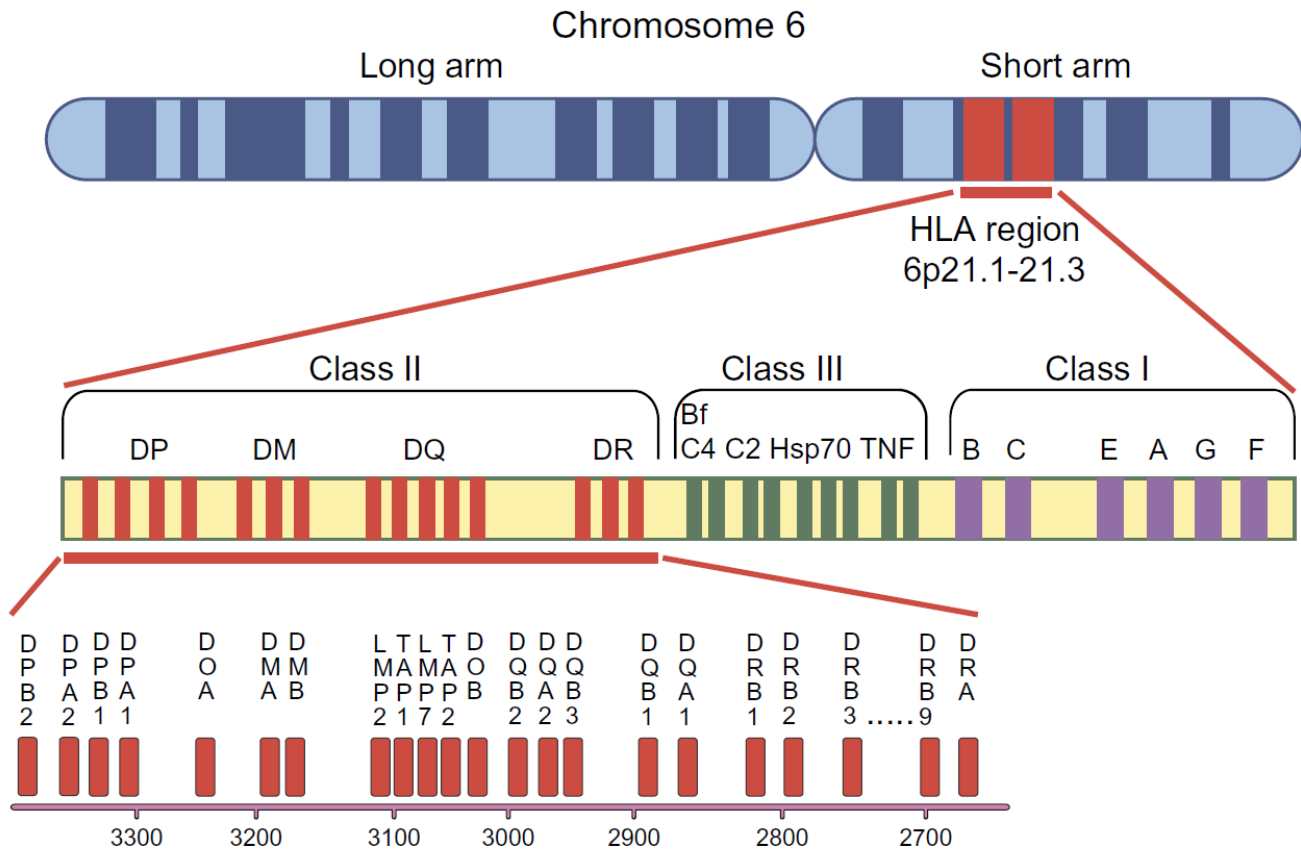 Chromosome 6
Long arm
Short arm
HLA region
6p21.1-21.3
Class II
Class III
Class I
Bf
DP DM DQ DR C4 C2 Hsp70 TNF B C E A G F
DPB2 DPA2 DPB1 DPA1 DOA DMA DMB LMP2 TAP1 LMP7 TAP2 DOB DQB2 DQA2 DQB3 DQB1 DQA1 DRB1 DRB2 DRB3 ..... DRB9 DRA
3300 3200 3100 3000 2900 2800 2700